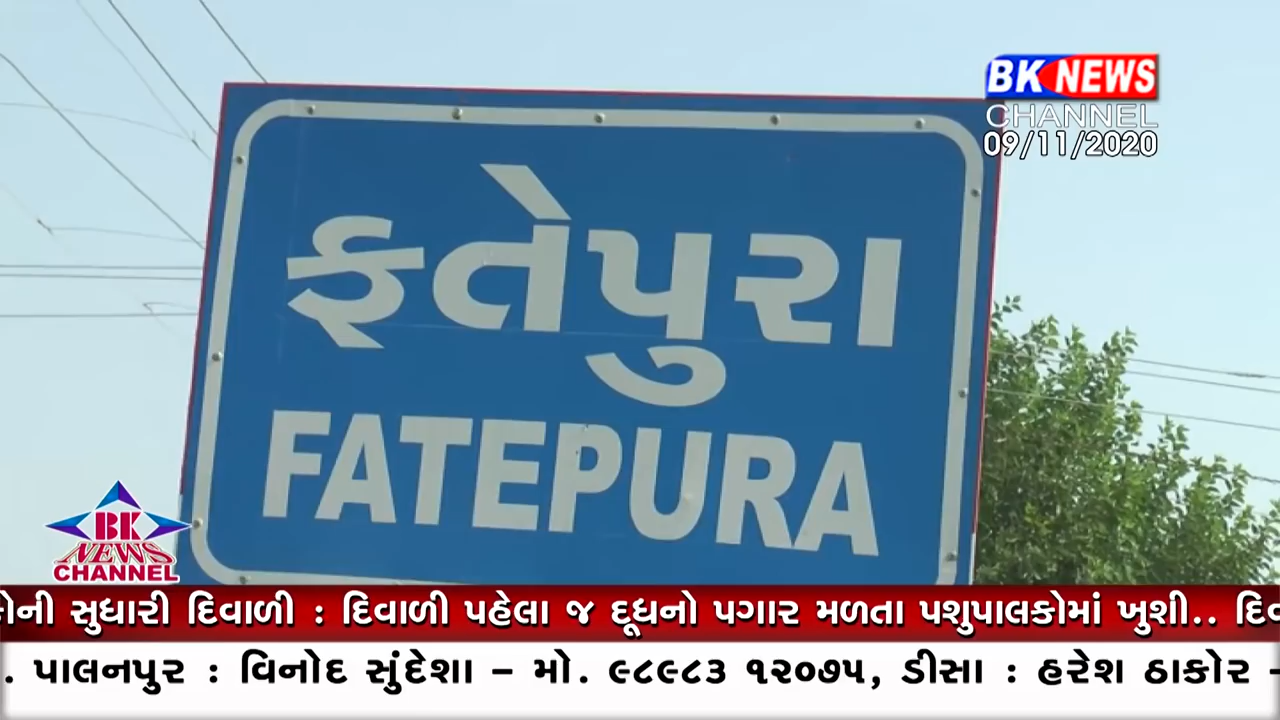 BK NEWS
CHANNEL
09/11/2020
ફતેપુરા
FATEPURA
BK
NEWS
CHANNEL
સુધારી દિવાળી : દિવાળી પહેલા જ દૂધનો પગાર મળતા પશુપાલકોમાં ખુશી..
. પાલનપુર : વિનોદ સુંદેશા – મો. ૯૮૯૮૩ ૧૨૦૭૫, ડીસા : હરેશ ઠાકોર -